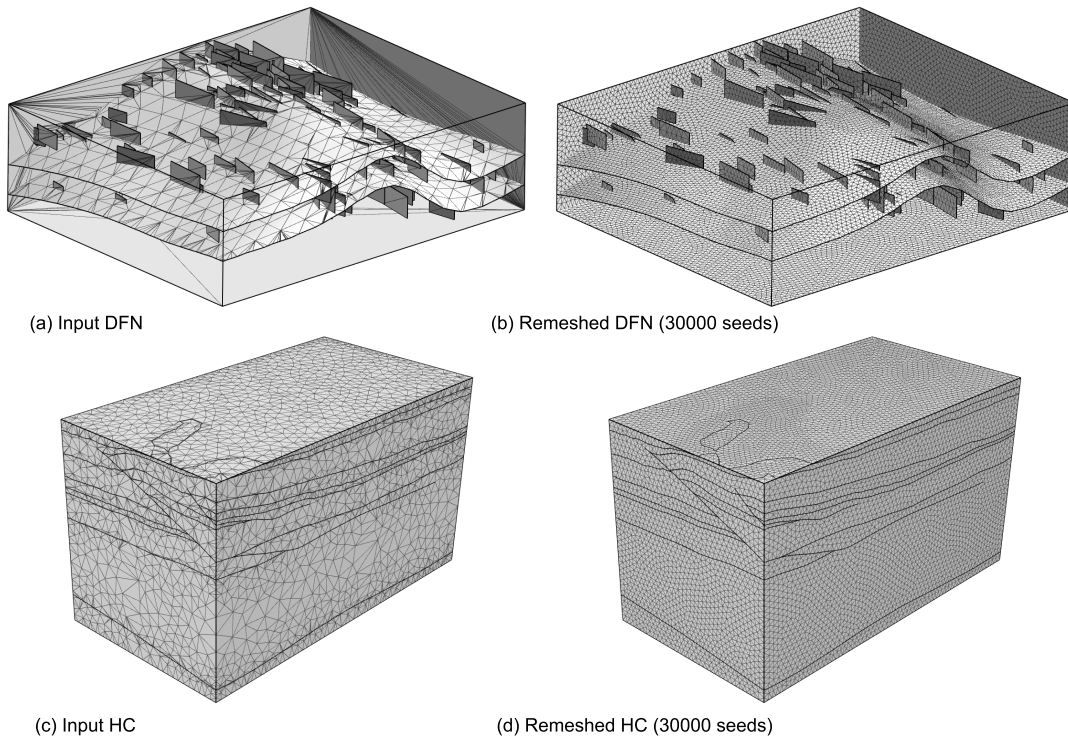 (a) Input DFN
(b) Remeshed DFN (30000 seeds)
(c) Input HC
(d) Remeshed HC (30000 seeds)